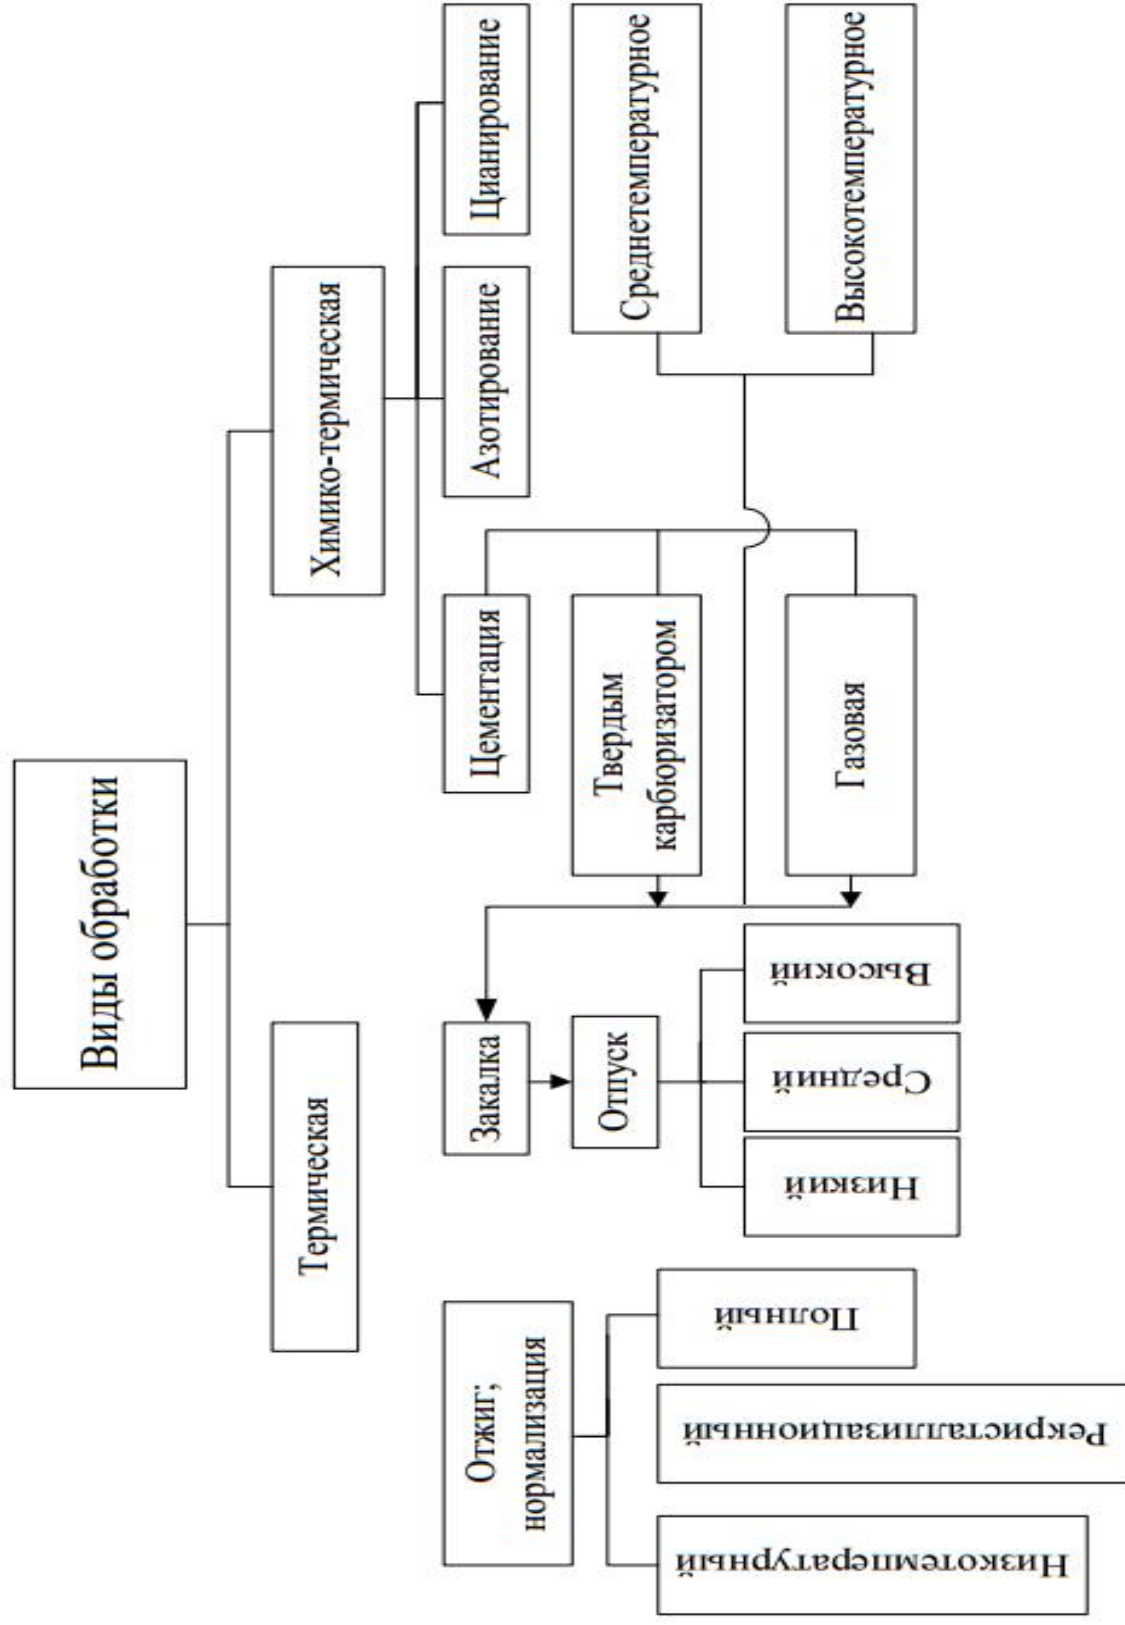 Виды обработки
Термическая
Химико-термическая
Отжиг;
нормализация
Закалка
Цементация
Азотирование
Цианирование
Отпуск
Твердым
карбюризатором
Среднетемпературное
Низкотемпературный
Рекристаллизационный
Полный
Низкий
Средний
Высокий
Газовая
Высокотемпературное